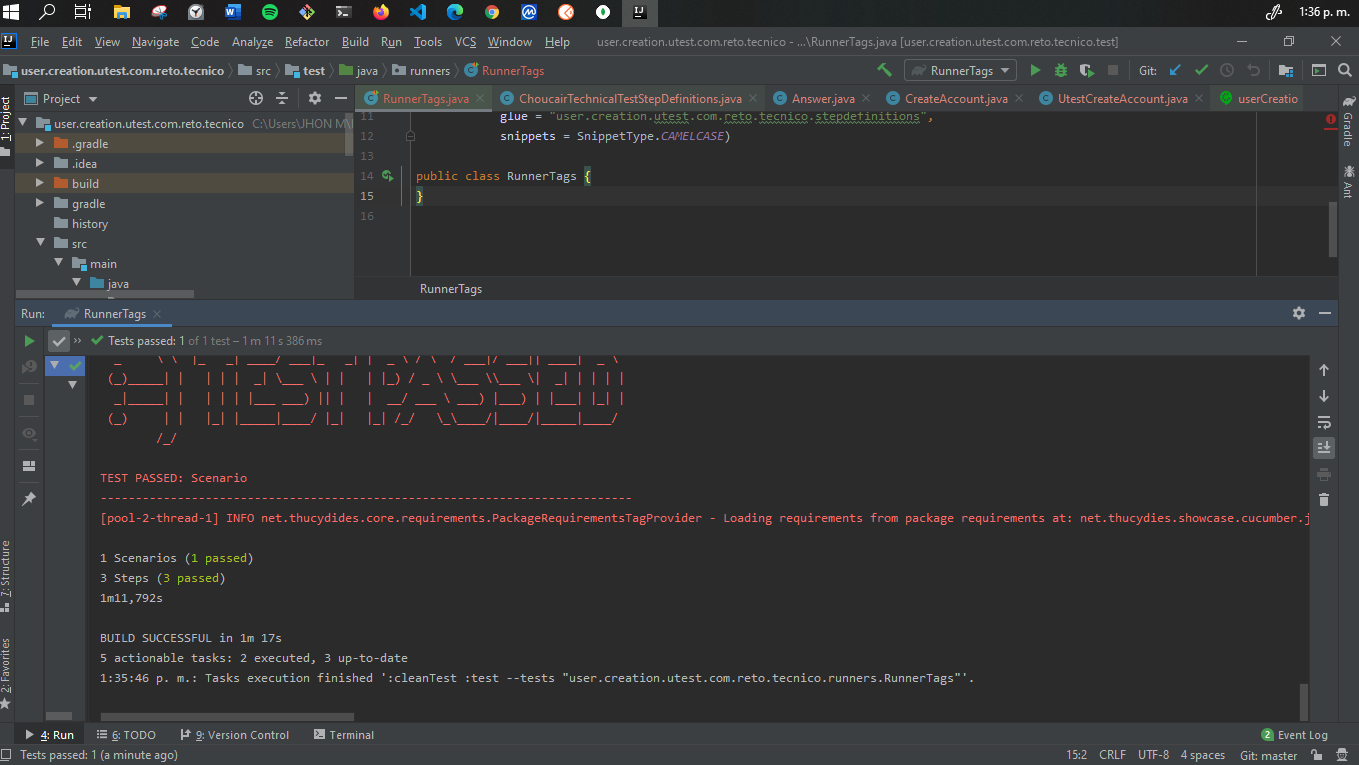 1:36 p. m.
File Edit View Navigate Code Analyze Refactor Build Run Tools VCS Window Help user.creation.utest.com.reto.tecnico - ...\RunnerTags.java [user.creation.utest.com.reto.tecnico.test]
user.creation.utest.com.reto.tecnico src test java runners RunnerTags RunnerTags Git:
1: Project
Project
RunnerTags.java ChoucairTechnicalTestStepDefinitions.java Answer.java CreateAccount.java UtestCreateAccount.java userCreatio
user.creation.utest.com.reto.tecnico C:\Users\JHON M
.gradle
.idea
build
gradle
history
src
main
java
11 glue = "user.creation.utest.com.reto.tecnico.stepdefinitions",
12 snippets = SnippetType.CAMELCASE)
13
14 public class RunnerTags {
15 }
16
RunnerTags
Gradle
Ant
Run: RunnerTags
Tests passed: 1 of 1 test – 1 m 11 s 386 ms
TEST PASSED: Scenario
----------------------------------------------------------------------------
[pool-2-thread-1] INFO net.thucydides.core.requirements.PackageRequirementsTagProvider - Loading requirements from package requirements at: net.thucydies.showcase.cucumber.j
1 Scenarios (1 passed)
3 Steps (3 passed)
1m11,792s
BUILD SUCCESSFUL in 1m 17s
5 actionable tasks: 2 executed, 3 up-to-date
1:35:46 p. m.: Tasks execution finished ':cleanTest :test --tests "user.creation.utest.com.reto.tecnico.runners.RunnerTags"'.
7: Structure
2: Favorites
4: Run 6: TODO 9: Version Control Terminal 2 Event Log
Tests passed: 1 (a minute ago) 15:2 CRLF UTF-8 4 spaces Git: master